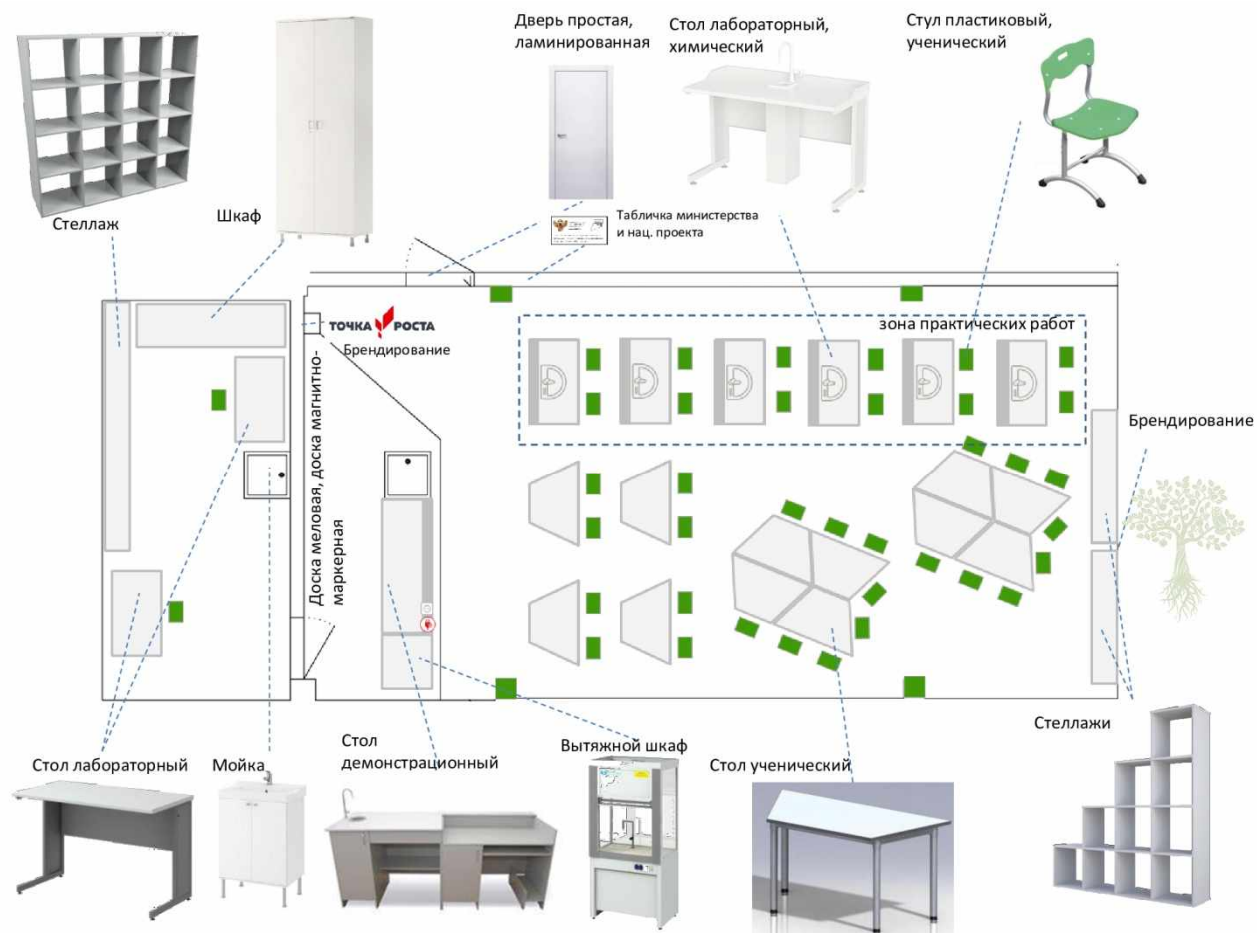 Дверь простая,
ламинированная
Стол лабораторный,
химический
Стул пластиковый,
ученический
Стеллаж
Шкаф
Табличка министерства
и нац. проекта
ТОЧКА РОСТА
Брендирование
зона практических работ
Доска меловая, доска магнитно-
маркерная
Брендирование
Стол лабораторный
Мойка
Стол
демонстрационный
Вытяжной шкаф
Стол ученический
Стеллажи